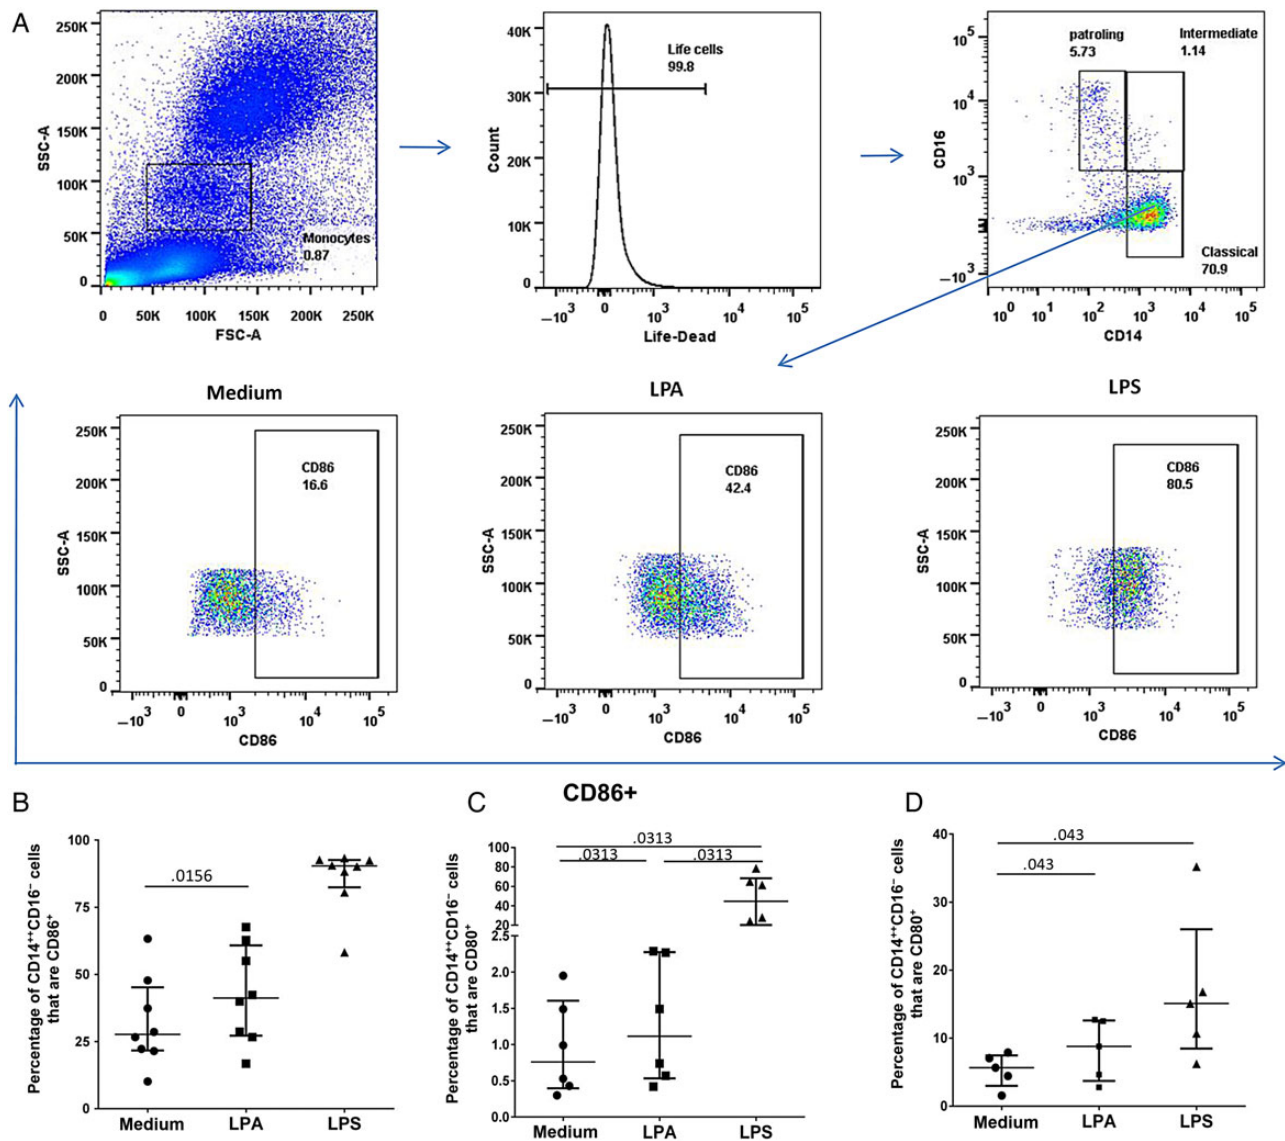 A
250K
200K
150K
100K
50K
0
SSC-A
Monocytes
0.87
0 50K 100K 150K 200K 250K
FSC-A
40K
30K
20K
10K
0
Count
Life cells
99.8
−10³ 0 10³ 10⁴ 10⁵
Life-Dead
patroling
5.73
Intermediate
1.14
10⁵
10⁴
10³
−10³
CD16
Classical
70.9
10⁰ 10¹ 10² 10³ 10⁴ 10⁵
CD14
Medium
250K
200K
150K
100K
50K
0
SSC-A
CD86
16.6
−10³ 0 10³ 10⁴ 10⁵
CD86
LPA
250K
200K
150K
100K
50K
0
SSC-A
CD86
42.4
−10³ 0 10³ 10⁴ 10⁵
CD86
LPS
250K
200K
150K
100K
50K
0
SSC-A
CD86
80.5
−10³ 0 10³ 10⁴ 10⁵
CD86
CD86+
B
Percentage of CD14⁺⁺CD16⁻ cells
that are CD86⁺
100
75
50
25
0
.0156
Medium LPA LPS
C
Percentage of CD14⁺⁺CD16⁻ cells
that are CD80⁺
100
80
60
40
20
2.5
2.0
1.5
1.0
0.5
0.0
.0313
.0313
.0313
Medium LPA LPS
D
Percentage of CD14⁺⁺CD16⁻ cells
that are CD80⁺
40
30
20
10
0
.043
.043
Medium LPA LPS